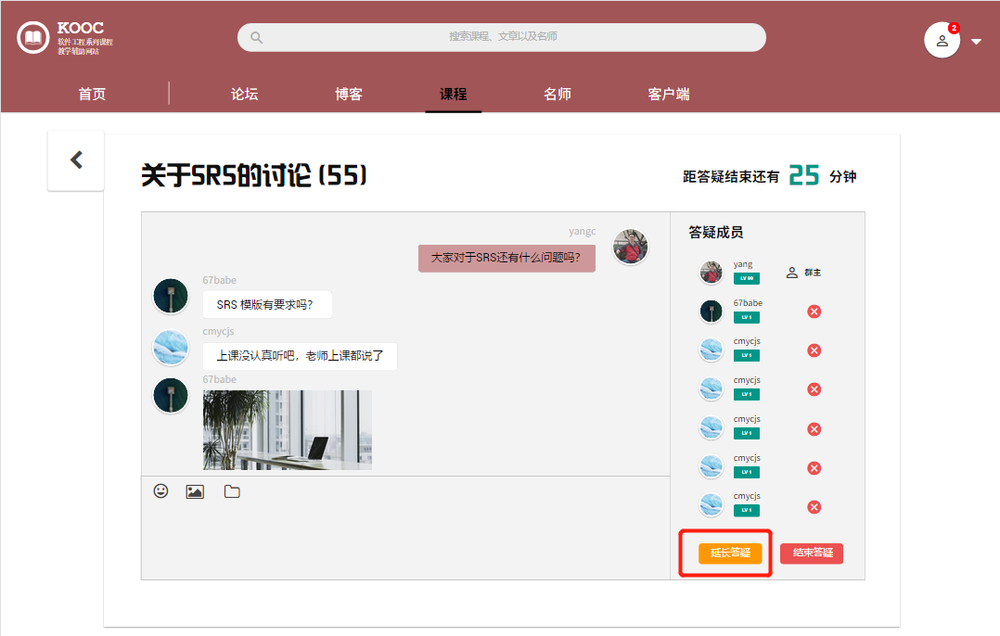 KOOC
软件工程系列课程
教学辅助网站
搜索课程、文章以及名师
2
首页
论坛
博客
课程
名师
客户端
关于SRS的讨论 (55)
距答疑结束还有 25 分钟
yangc
大家对于SRS还有什么问题吗?
67babe
SRS 模版有要求吗?
cmycjs
上课没认真听吧，老师上课都说了
67babe
答疑成员
yang
LV 99
群主
67babe
LV 1
cmycjs
LV 1
cmycjs
LV 1
cmycjs
LV 1
cmycjs
LV 1
cmycjs
LV 1
延长答疑
结束答疑